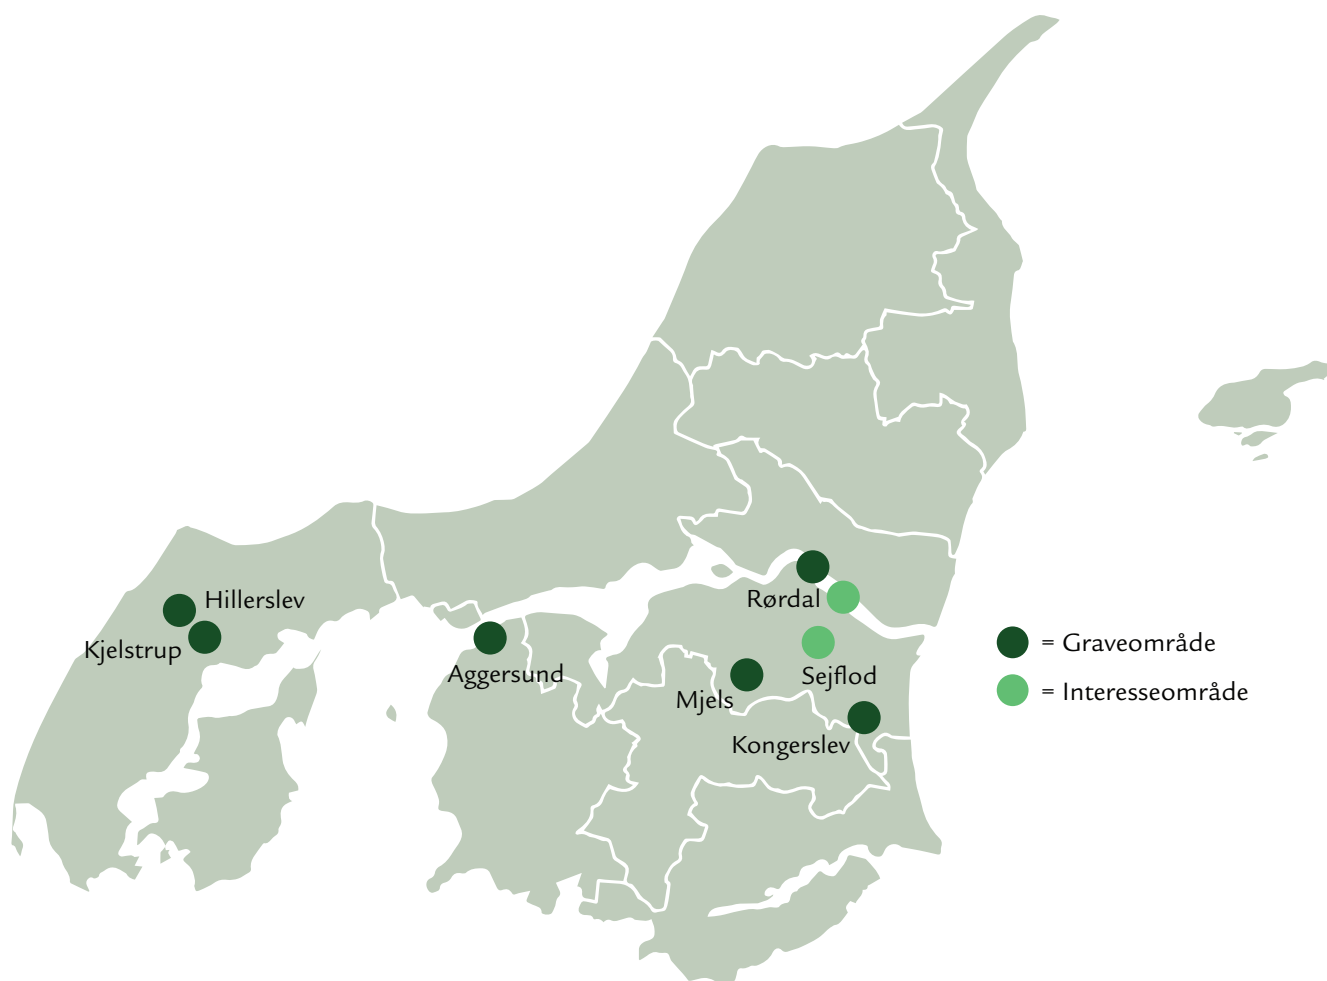 Hillerslev
Kjelstrup
Aggersund
Rørdal
Sejflod
Mjels
Kongerslev
= Graveområde
= Interesseområde